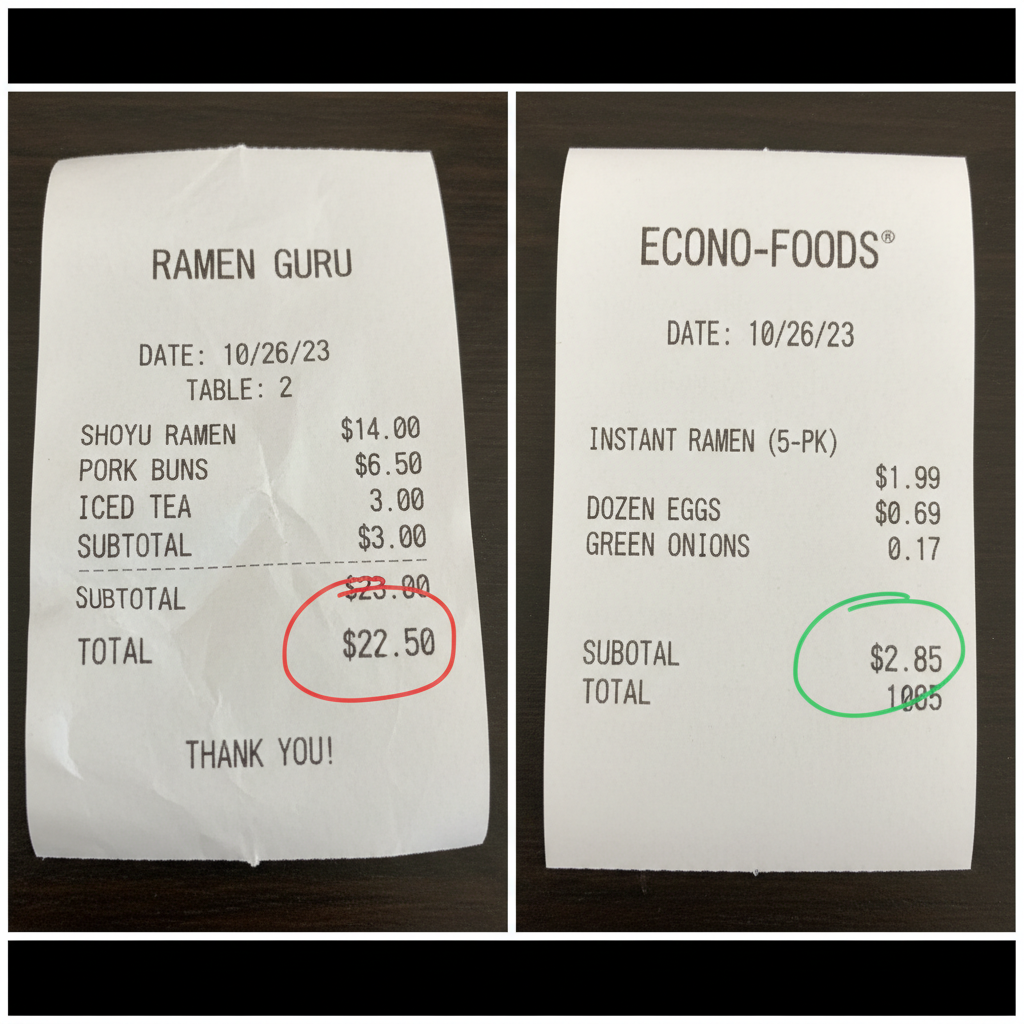 RAMEN GURU
DATE: 10/26/23
TABLE: 2
SHOYU RAMEN $14.00
PORK BUNS $6.50
ICED TEA 3.00
SUBTOTAL $3.00
SUBTOTAL $23.00
TOTAL $22.50
THANK YOU!
ECONO-FOODS®
DATE: 10/26/23
INSTANT RAMEN (5-PK)
$1.99
DOZEN EGGS $0.69
GREEN ONIONS 0.17
SUBOTAL $2.85
TOTAL 1005